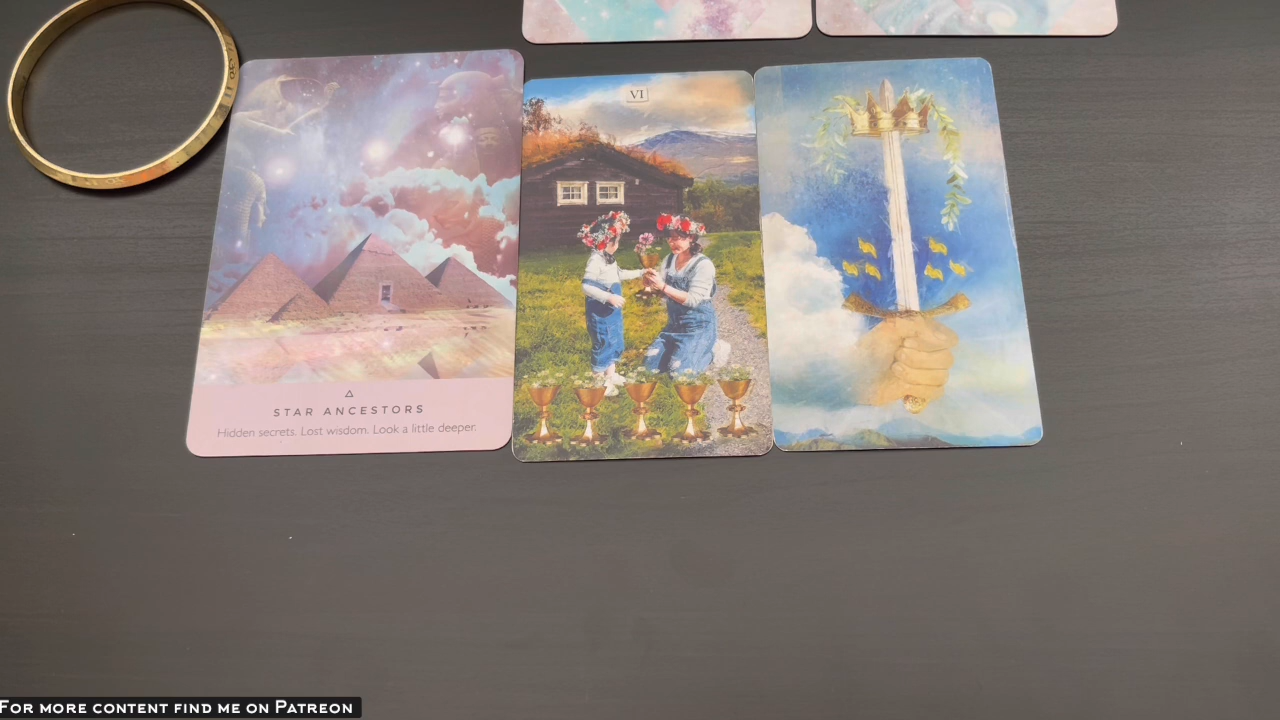 VI
STAR ANCESTORS
Hidden secrets. Lost wisdom. Look a little deeper.
For more content find me on Patreon